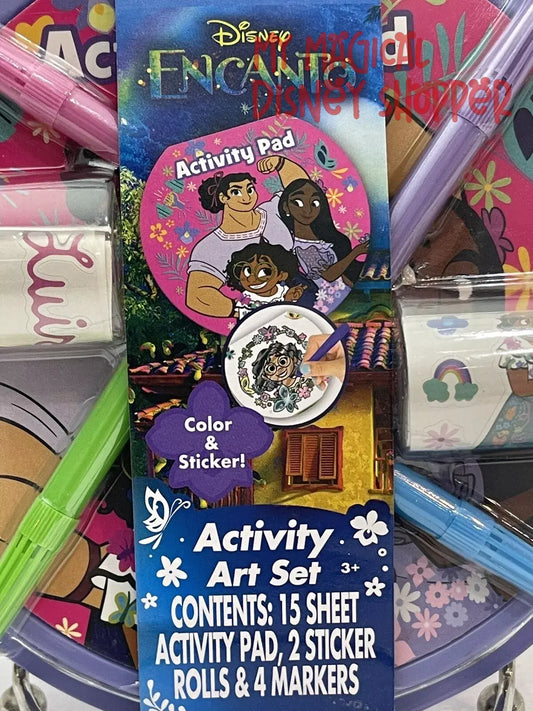 Disney
ENCANTO
MY MAGICAL
DISNEY SHOPPER
Activity Pad
Color
&
Sticker!
Activity
Art Set 3+
CONTENTS: 15 SHEET
ACTIVITY PAD, 2 STICKER
ROLLS & 4 MARKERS